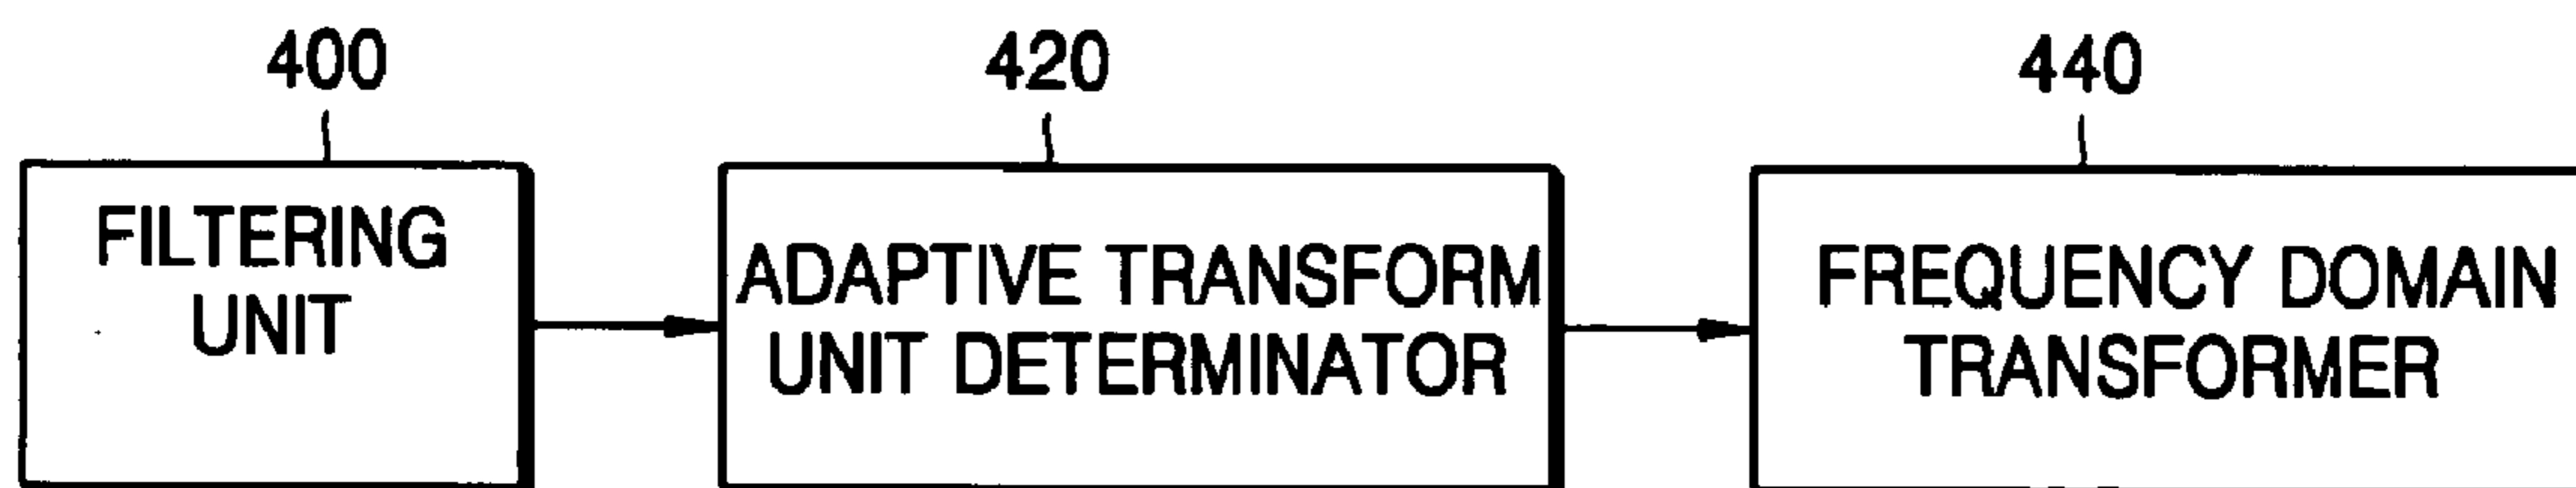 400
420
440
FILTERING
UNIT
ADAPTIVE TRANSFORM
UNIT DETERMINATOR
FREQUENCY DOMAIN
TRANSFORMER